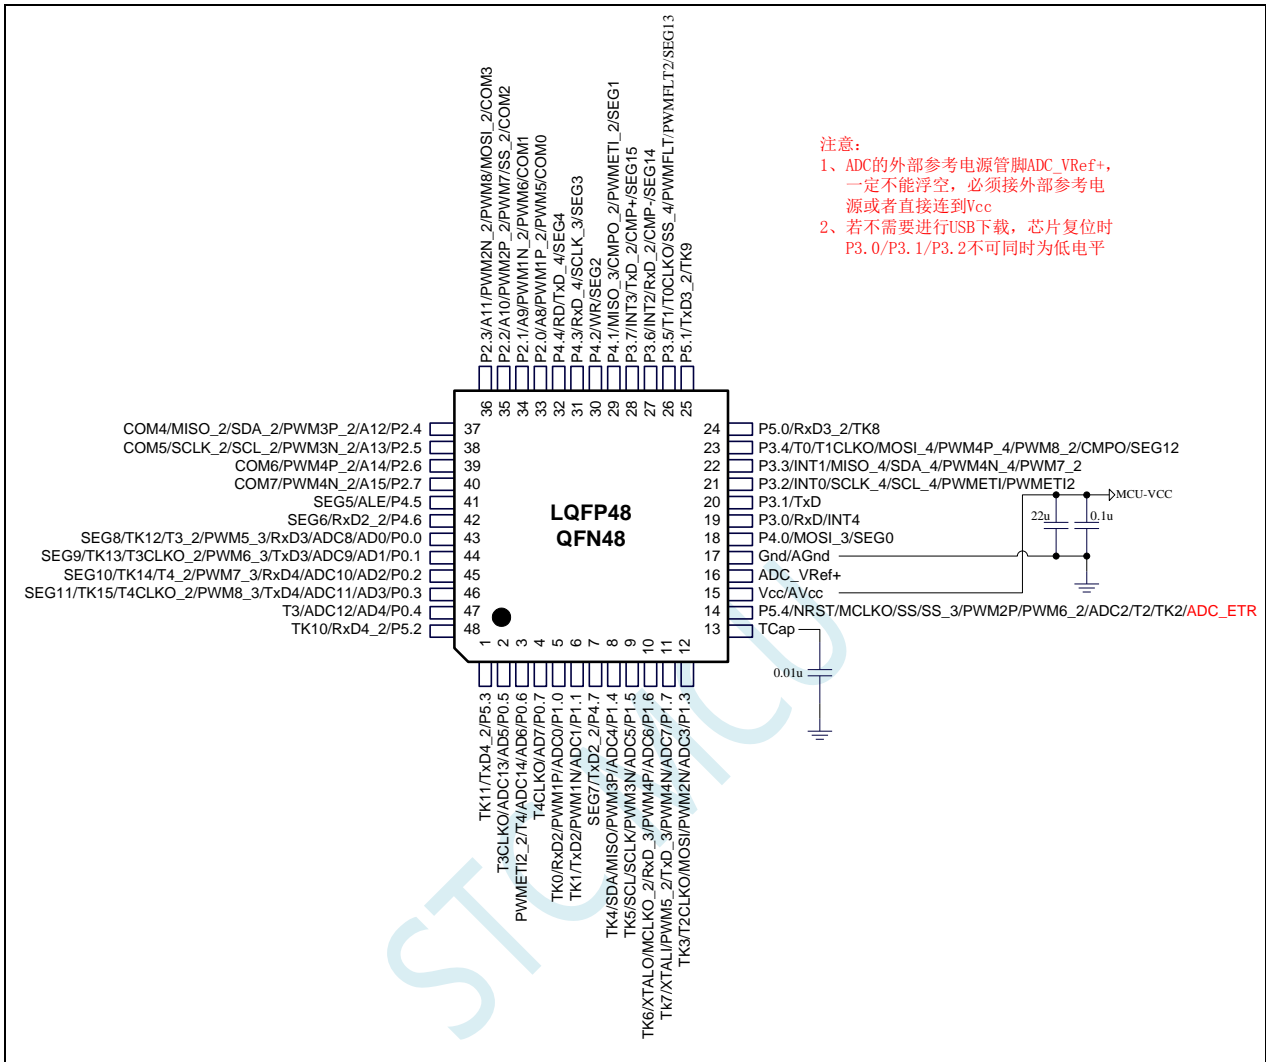 P2.3/A11/PWM2N_2/PWM8/MOSI_2/COM3
P2.2/A10/PWM2P_2/PWM7/SS_2/COM2
P2.1/A9/PWM1N_2/PWM6/COM1
P2.0/A8/PWM1P_2/PWM5/COM0
P4.4/RD/TxD_4/SEG4
P4.3/RxD_4/SCLK_3/SEG3
P4.2/WR/SEG2
P4.1/MISO_3/CMPO_2/PWMETI_2/SEG1
P3.7/INT3/TxD_2/CMP+/SEG15
P3.6/INT2/RxD_2/CMP-/SEG14
P3.5/T1/T0CLKO/SS_4/PWMFLT/PWMFLT2/SEG13
P5.1/TxD3_2/TK9
注意:
1、ADC的外部参考电源管脚ADC_VRef+,
一定不能浮空，必须接外部参考电
源或者直接连到Vcc
2、若不需要进行USB下载，芯片复位时
P3.0/P3.1/P3.2不可同时为低电平
36 35 34 33 32 31 30 29 28 27 26 25
COM4/MISO_2/SDA_2/PWM3P_2/A12/P2.4 37
COM5/SCLK_2/SCL_2/PWM3N_2/A13/P2.5 38
COM6/PWM4P_2/A14/P2.6 39
COM7/PWM4N_2/A15/P2.7 40
SEG5/ALE/P4.5 41
SEG6/RxD2_2/P4.6 42
SEG8/TK12/T3_2/PWM5_3/RxD3/ADC8/AD0/P0.0 43
SEG9/TK13/T3CLKO_2/PWM6_3/TxD3/ADC9/AD1/P0.1 44
SEG10/TK14/T4_2/PWM7_3/RxD4/ADC10/AD2/P0.2 45
SEG11/TK15/T4CLKO_2/PWM8_3/TxD4/ADC11/AD3/P0.3 46
T3/ADC12/AD4/P0.4 47
TK10/RxD4_2/P5.2 48
LQFP48
QFN48
24 P5.0/RxD3_2/TK8
23 P3.4/T0/T1CLKO/MOSI_4/PWM4P_4/PWM8_2/CMPO/SEG12
22 P3.3/INT1/MISO_4/SDA_4/PWM4N_4/PWM7_2
21 P3.2/INT0/SCLK_4/SCL_4/PWMETI/PWMETI2
20 P3.1/TxD
19 P3.0/RxD/INT4
18 P4.0/MOSI_3/SEG0
17 Gnd/AGnd
16 ADC_VRef+
15 Vcc/AVcc
14 P5.4/NRST/MCLKO/SS/SS_3/PWM2P/PWM6_2/ADC2/T2/TK2/ADC_ETR
13 TCap
MCU-VCC
22u
0.1u
0.01u
1 2 3 4 5 6 7 8 9 10 11 12
TK11/TxD4_2/P5.3
T3CLKO/ADC13/AD5/P0.5
PWMETI2_2/T4/ADC14/AD6/P0.6
T4CLKO/AD7/P0.7
TK0/RxD2/PWM1P/ADC0/P1.0
TK1/TxD2/PWM1N/ADC1/P1.1
SEG7/TxD2_2/P4.7
TK4/SDA/MISO/PWM3P/ADC4/P1.4
TK5/SCL/SCLK/PWM3N/ADC5/P1.5
TK6/XTALO/MCLKO_2/RxD_3/PWM4P/ADC6/P1.6
Tk7/XTALI/PWM5_2/TxD_3/PWM4N/ADC7/P1.7
TK3/T2CLKO/MOSI/PWM2N/ADC3/P1.3
STCMCU